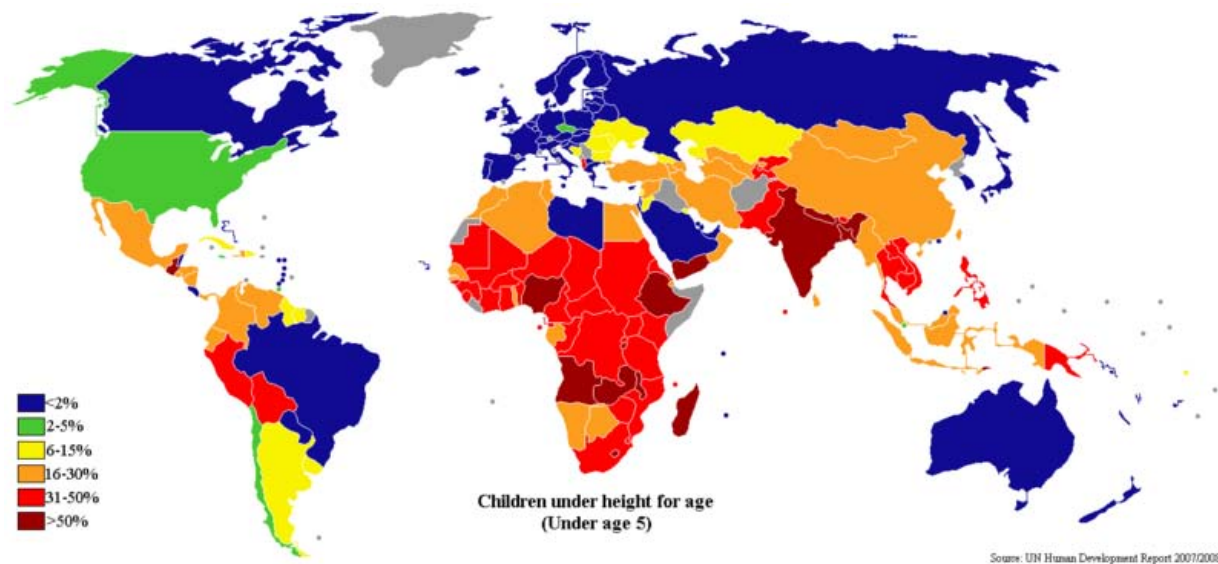 <2%
2-5%
6-15%
16-30%
31-50%
>50%
Children under height for age
(Under age 5)
Source: UN Human Development Report 2007/2008